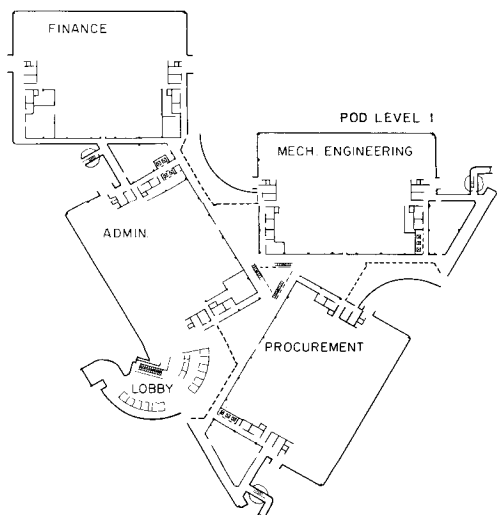 FINANCE
POD LEVEL 1
MECH. ENGINEERING
ADMIN.
PROCUREMENT
LOBBY